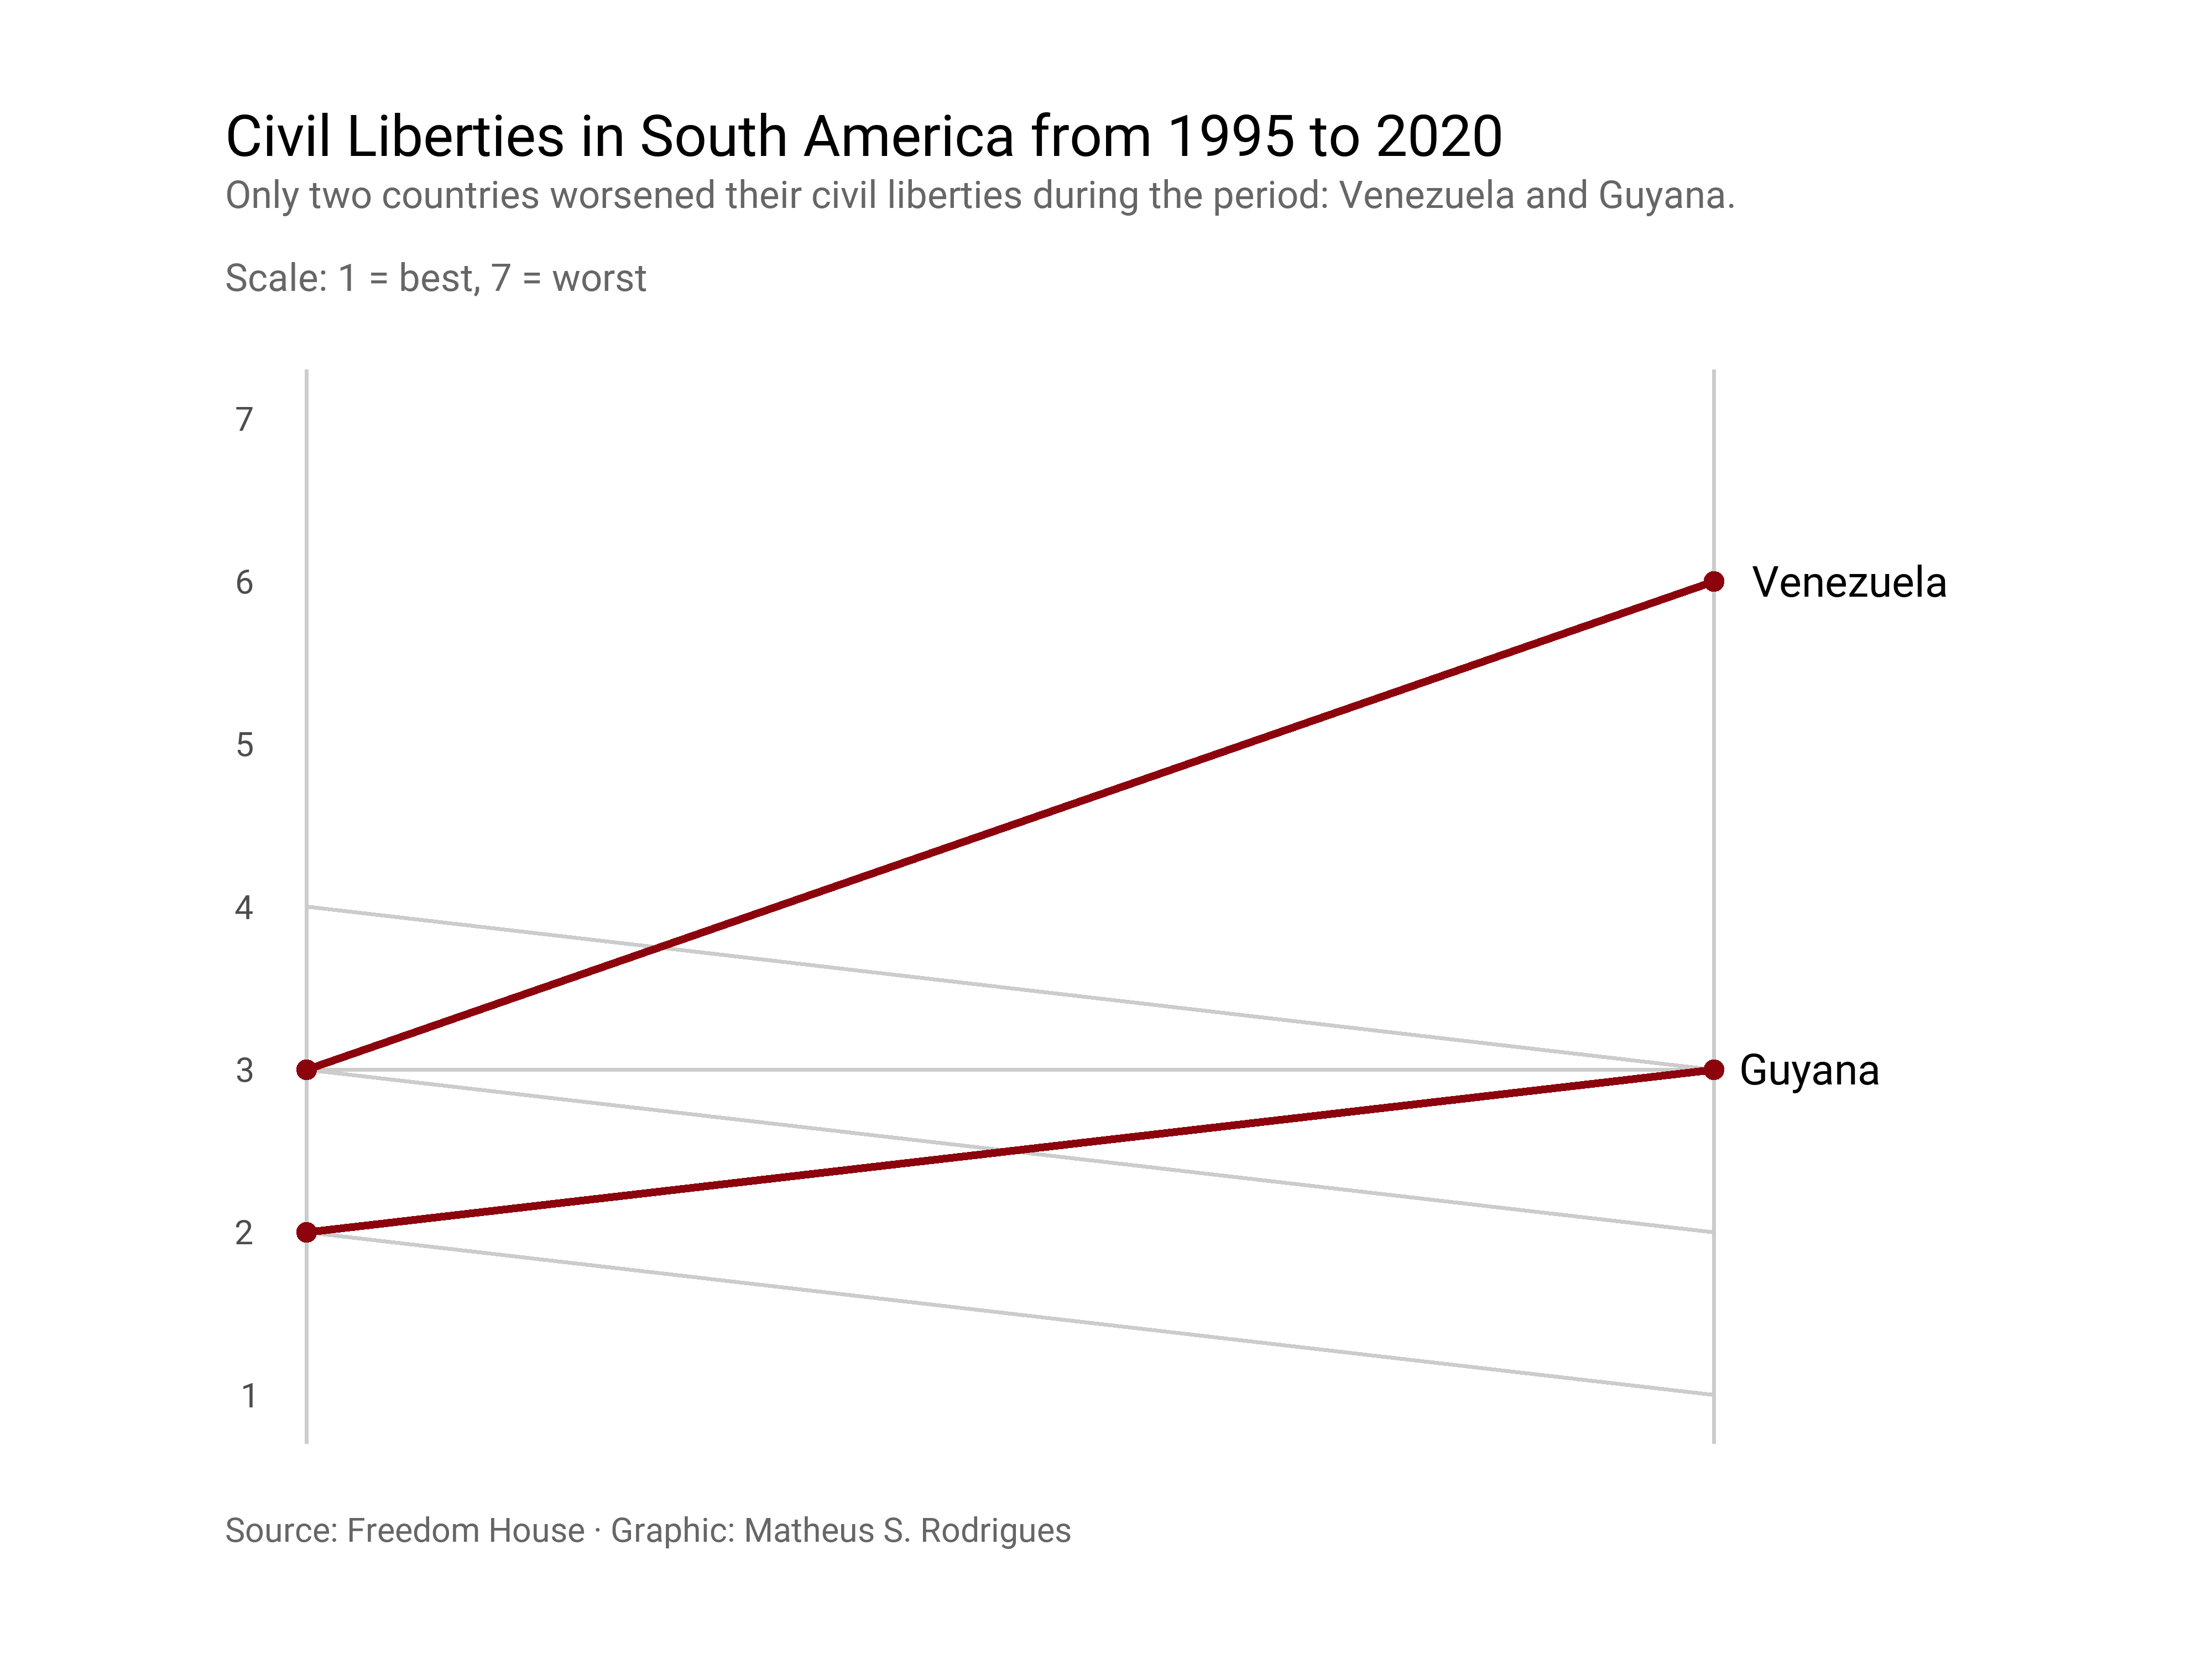 Civil Liberties in South America from 1995 to 2020
Only two countries worsened their civil liberties during the period: Venezuela and Guyana.
Scale: 1 = best, 7 = worst
7
6
Venezuela
5
4
3
Guyana
2
1
Source: Freedom House · Graphic: Matheus S. Rodrigues